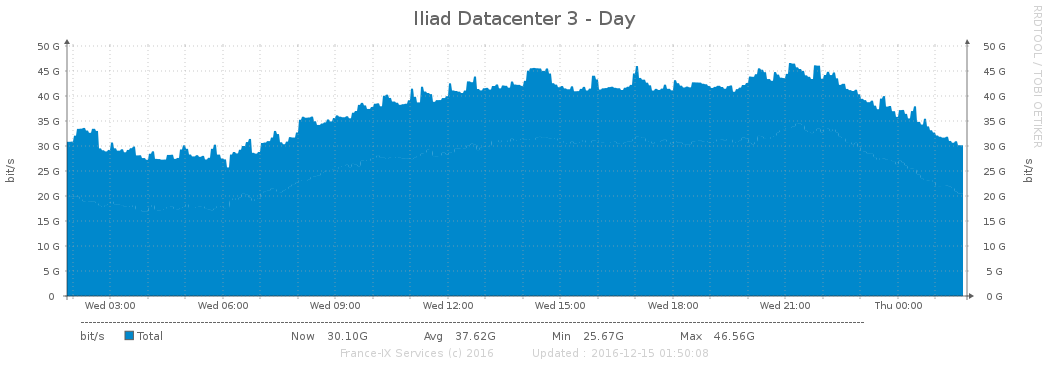 Iliad Datacenter 3 - Day
RRDTOOL / TOBI OETIKER
50 G 50 G
45 G 45 G
40 G 40 G
35 G 35 G
30 G 30 G
25 G 25 G
20 G 20 G
15 G 15 G
10 G 10 G
5 G 5 G
0 0 G
bit/s bit/s
Wed 03:00 Wed 06:00 Wed 09:00 Wed 12:00 Wed 15:00 Wed 18:00 Wed 21:00 Thu 00:00
bit/s Total Now 30.10G Avg 37.62G Min 25.67G Max 46.56G
France-IX Services (c) 2016 Updated : 2016-12-15 01:50:08